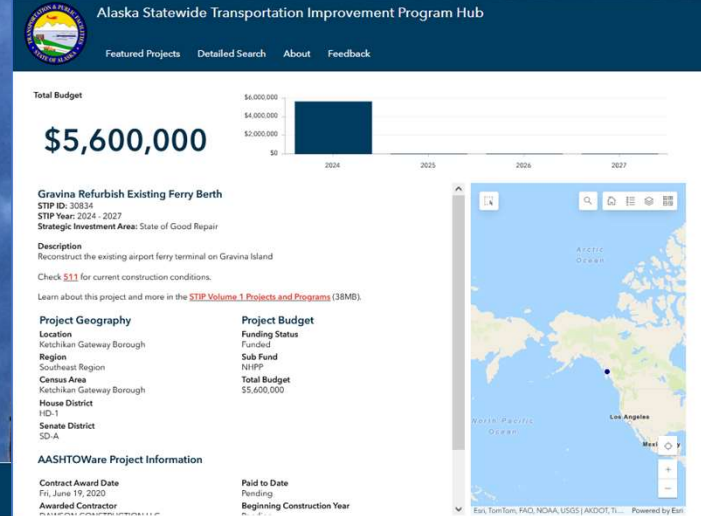 Alaska Statewide Transportation Improvement Program Hub
Featured Projects Detailed Search About Feedback
Total Budget
$5,600,000
$6,000,000
$4,000,000
$2,000,000
$0
2024 2025 2026 2027
Gravina Refurbish Existing Ferry Berth
STIP ID: 30834
STIP Year: 2024 - 2027
Strategic Investment Area: State of Good Repair
Description
Reconstruct the existing airport ferry terminal on Gravina Island
Check 511 for current construction conditions.
Learn about this project and more in the STIP Volume 1 Projects and Programs (38MB).
Project Geography
Location
Ketchikan Gateway Borough
Region
Southeast Region
Census Area
Ketchikan Gateway Borough
House District
HD-1
Senate District
SD-A
Project Budget
Funding Status
Funded
Sub Fund
NHPP
Total Budget
$5,600,000
AASHTOWare Project Information
Contract Award Date
Fri, June 19, 2020
Awarded Contractor
Paid to Date
Pending
Beginning Construction Year
Arctic
Ocean
North Pacific
Ocean
Los Angeles
Esri, TomTom, FAO, NOAA, USGS | AKDOT, Ti... Powered by Esri